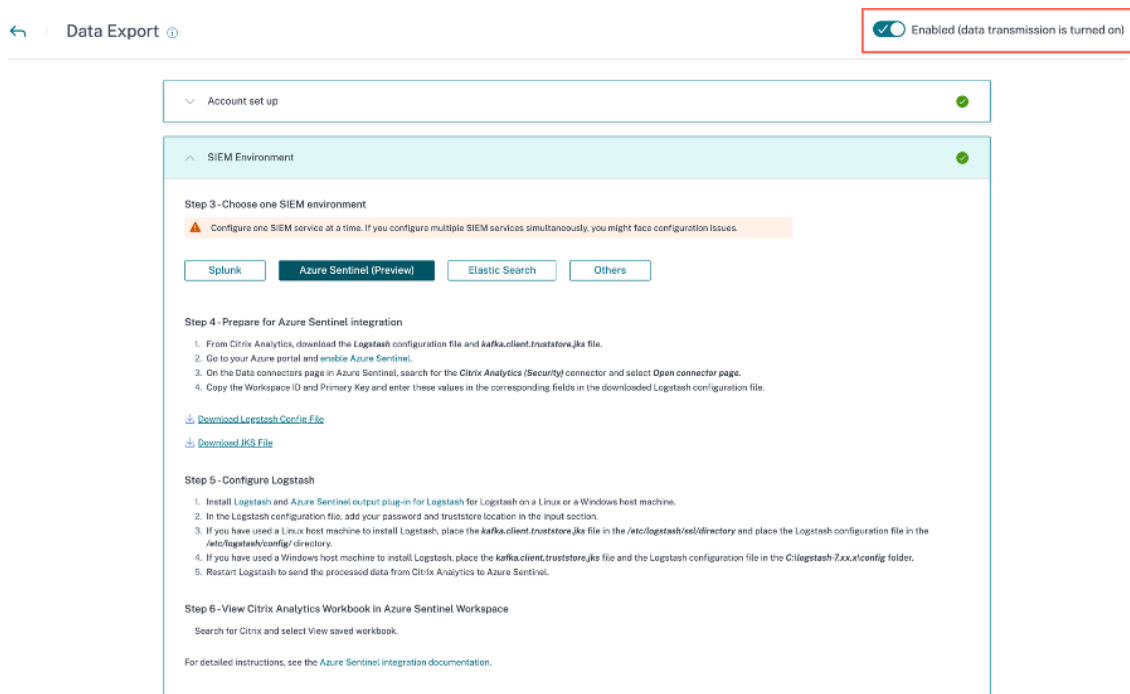 Data Export
Enabled (data transmission is turned on)
Account set up
SIEM Environment
Step 3 - Choose one SIEM environment
Configure one SIEM service at a time. If you configure multiple SIEM services simultaneously, you might face configuration issues.
Splunk
Azure Sentinel (Preview)
Elastic Search
Others
Step 4 - Prepare for Azure Sentinel integration
1. From Citrix Analytics, download the Logstash configuration file and kafka.client.truststore.jks file.
2. Go to your Azure portal and enable Azure Sentinel.
3. On the Data connectors page in Azure Sentinel, search for the Citrix Analytics (Security) connector and select Open connector page.
4. Copy the Workspace ID and Primary Key and enter these values in the corresponding fields in the downloaded Logstash configuration file.
Download Logstash Config File
Download JKS File
Step 5 - Configure Logstash
1. Install Logstash and Azure Sentinel output plug-in for Logstash for Logstash on a Linux or a Windows host machine.
2. In the Logstash configuration file, add your password and truststore location in the input section.
3. If you have used a Linux host machine to install Logstash, place the kafka.client.truststore.jks file in the /etc/logstash/ssl/directory and place the Logstash configuration file in the
/etc/logstash/config/ directory.
4. If you have used a Windows host machine to install Logstash, place the kafka.client.truststore.jks file and the Logstash configuration file in the C:\logstash-7.xx.x\config folder.
5. Restart Logstash to send the processed data from Citrix Analytics to Azure Sentinel.
Step 6 - View Citrix Analytics Workbook in Azure Sentinel Workspace
Search for Citrix and select View saved workbook.
For detailed instructions, see the Azure Sentinel integration documentation.